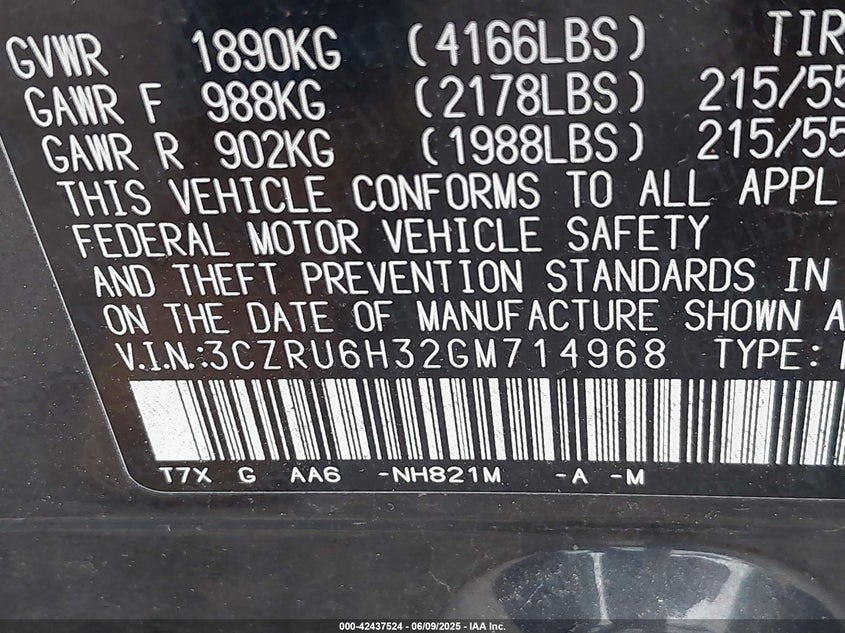 GVWR 1890KG (4166LBS) TIR
GAWR F 988KG (2178LBS) 215/55
GAWR R 902KG (1988LBS) 215/55
THIS VEHICLE CONFORMS TO ALL APPL
FEDERAL MOTOR VEHICLE SAFETY
AND THEFT PREVENTION STANDARDS IN
ON THE DATE OF MANUFACTURE SHOWN A
V.I.N.:3CZRU6H32GM714968 TYPE:
T7X G AA6 -NH821M -A -M
000-42437524 | 06/09/2025 - IAA Inc.